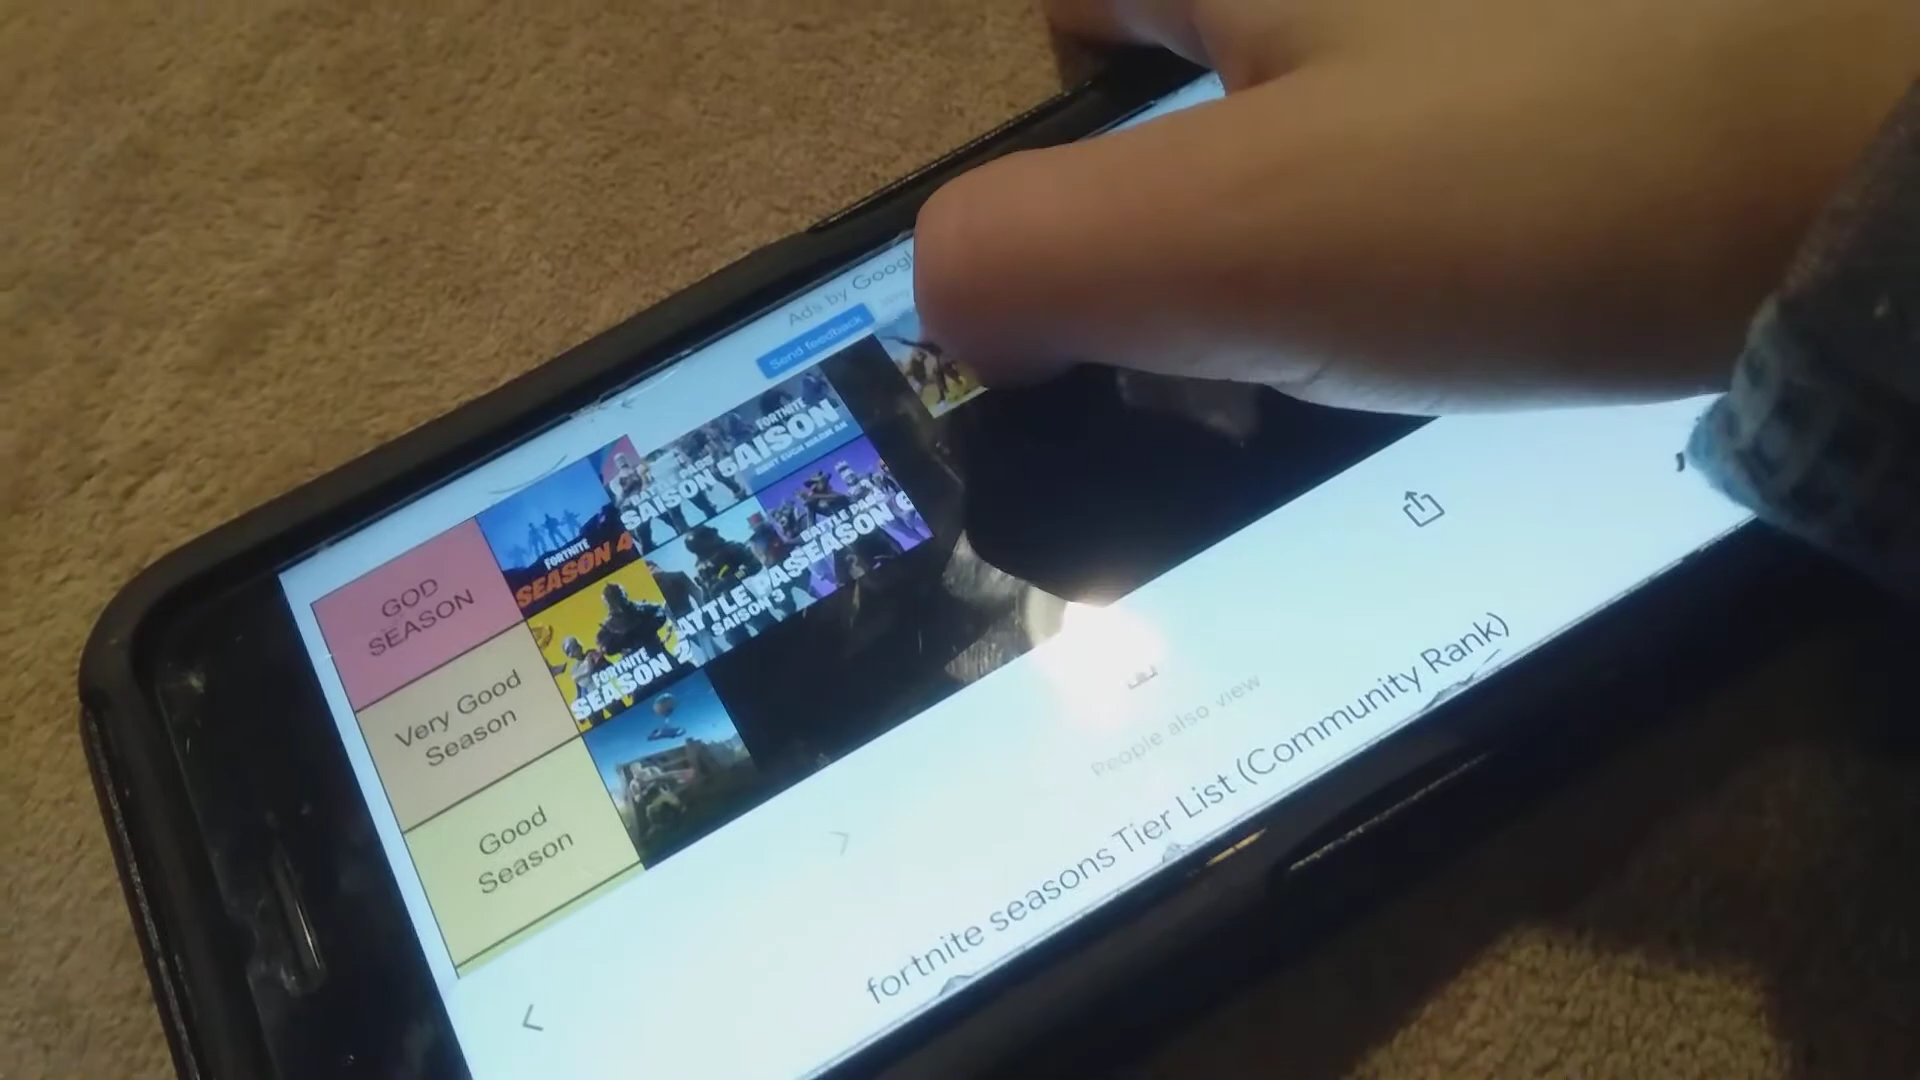 Ads by Googl
Send feedback
GOD
SEASON
FORTNITE
SEASON 4
BATTLE PASS
SAISON 5
FORTNITE
SAISON
Very Good
Season
FORTNITE
SEASON 2
BATTLE PASS
SAISON 3
BATTLE PASS
SEASON 6
Good
Season
People also view
fortnite seasons Tier List (Community Rank)